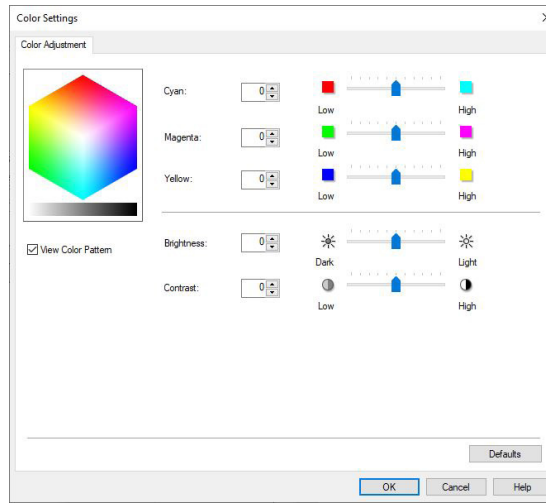 Color Settings
Color Adjustment
Cyan: 0
Low High
Magenta: 0
Low High
Yellow: 0
Low High
View Color Pattern
Brightness: 0
Dark Light
Contrast: 0
Low High
Defaults
OK Cancel Help